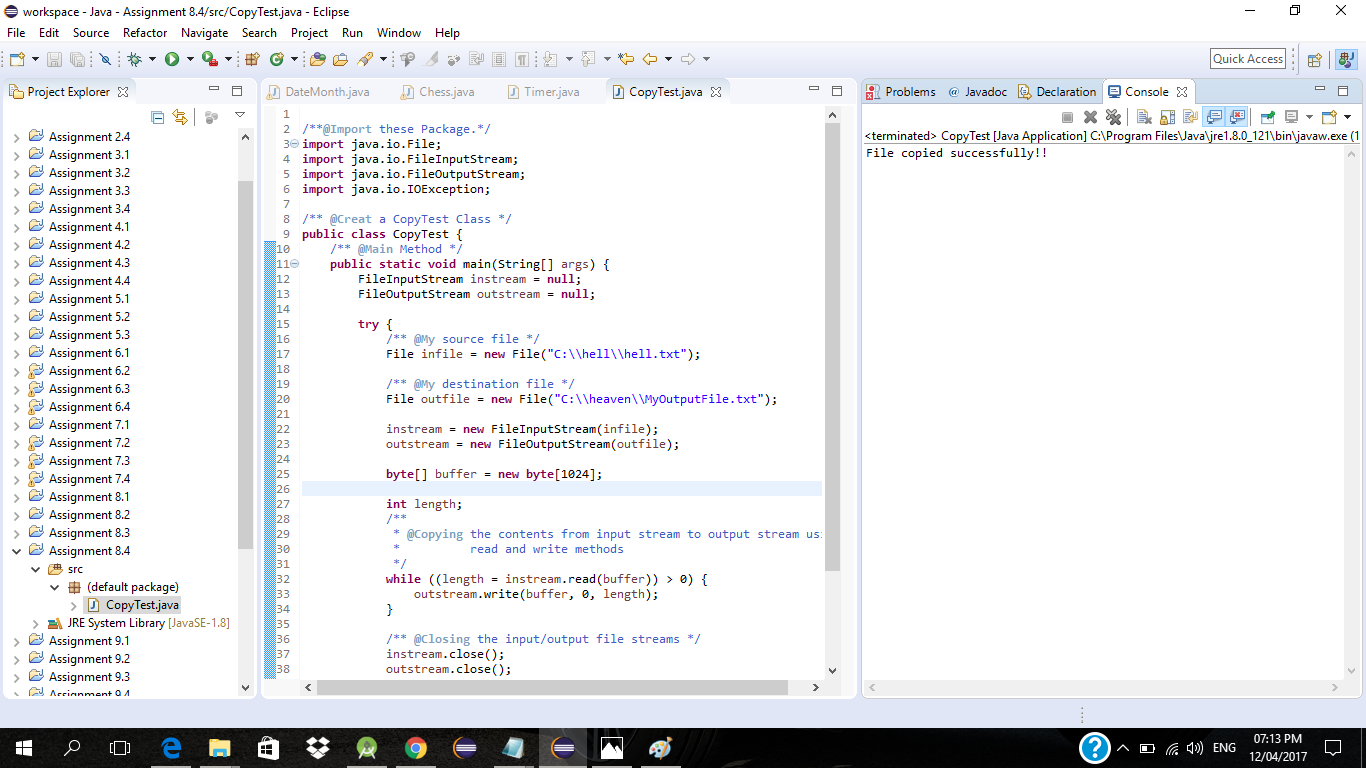 workspace - Java - Assignment 8.4/src/CopyTest.java - Eclipse
File Edit Source Refactor Navigate Search Project Run Window Help
Quick Access
Project Explorer
Assignment 2.4
Assignment 3.1
Assignment 3.2
Assignment 3.3
Assignment 3.4
Assignment 4.1
Assignment 4.2
Assignment 4.3
Assignment 4.4
Assignment 5.1
Assignment 5.2
Assignment 5.3
Assignment 6.1
Assignment 6.2
Assignment 6.3
Assignment 6.4
Assignment 7.1
Assignment 7.2
Assignment 7.3
Assignment 7.4
Assignment 8.1
Assignment 8.2
Assignment 8.3
Assignment 8.4
src
(default package)
CopyTest.java
JRE System Library [JavaSE-1.8]
Assignment 9.1
Assignment 9.2
Assignment 9.3
Assignment 9.4
DateMonth.java Chess.java Timer.java CopyTest.java
1
2 /**@Import these Package.*/
3 import java.io.File;
4 import java.io.FileInputStream;
5 import java.io.FileOutputStream;
6 import java.io.IOException;
7
8 /** @Creat a CopyTest Class */
9 public class CopyTest {
10 /** @Main Method */
11 public static void main(String[] args) {
12 FileInputStream instream = null;
13 FileOutputStream outstream = null;
14
15 try {
16 /** @My source file */
17 File infile = new File("C:\\hell\\hell.txt");
18
19 /** @My destination file */
20 File outfile = new File("C:\\heaven\\MyOutputFile.txt");
21
22 instream = new FileInputStream(infile);
23 outstream = new FileOutputStream(outfile);
24
25 byte[] buffer = new byte[1024];
26
27 int length;
28 /**
29 * @Copying the contents from input stream to output stream us
30 * read and write methods
31 */
32 while ((length = instream.read(buffer)) > 0) {
33 outstream.write(buffer, 0, length);
34 }
35
36 /** @Closing the input/output file streams */
37 instream.close();
38 outstream.close();
Problems @ Javadoc Declaration Console
<terminated> CopyTest [Java Application] C:\Program Files\Java\jre1.8.0_121\bin\javaw.exe (1
File copied successfully!!
ENG
07:13 PM
12/04/2017